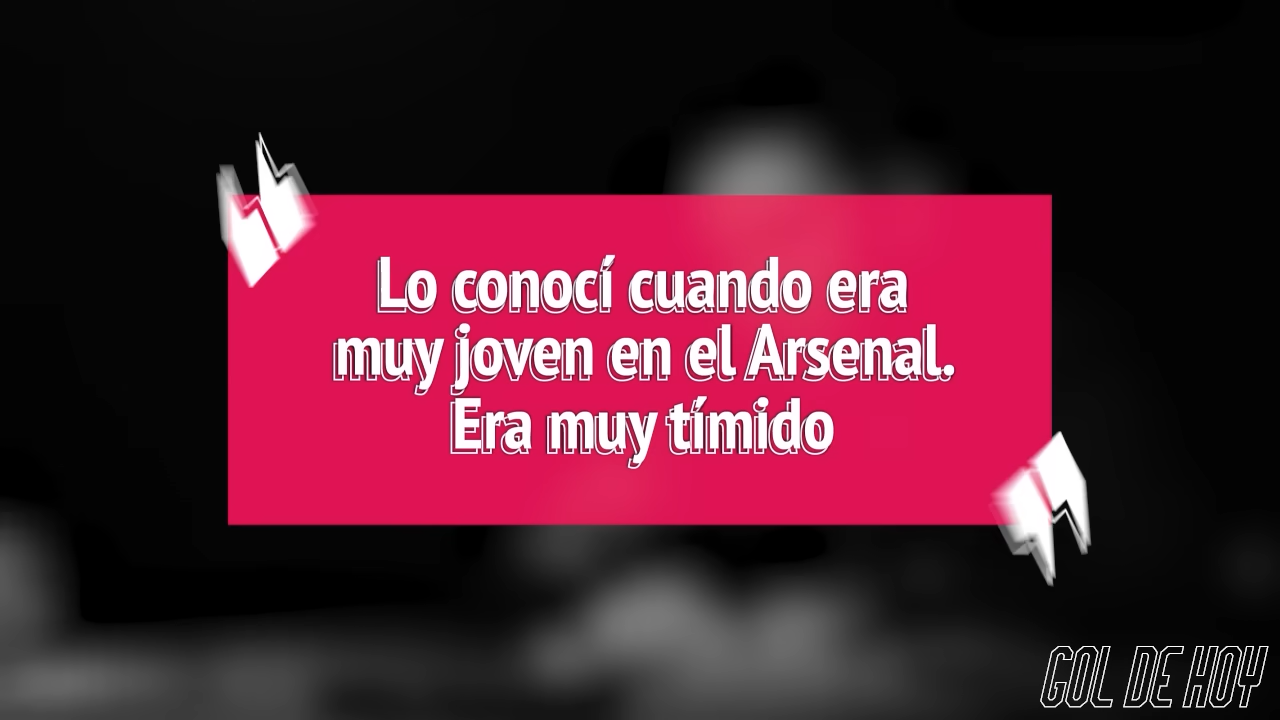 Lo conocí cuando era
muy joven en el Arsenal.
Era muy tímido
GOL DE HOY